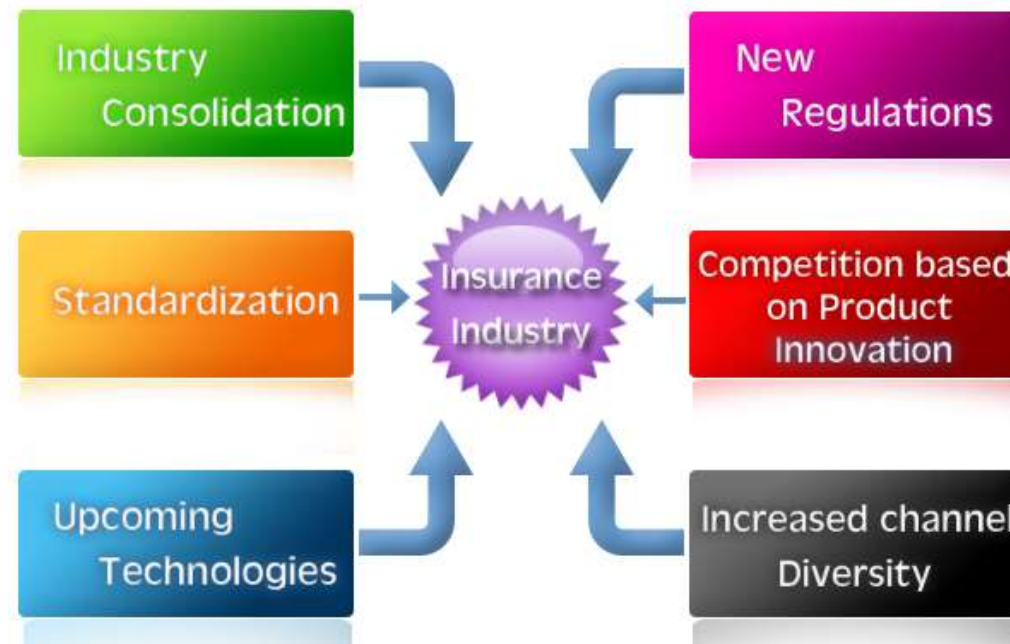 Industry
Consolidation
New
Regulations
Standardization
Insurance
Industry
Competition based
on Product
Innovation
Upcoming
Technologies
Increased channel
Diversity